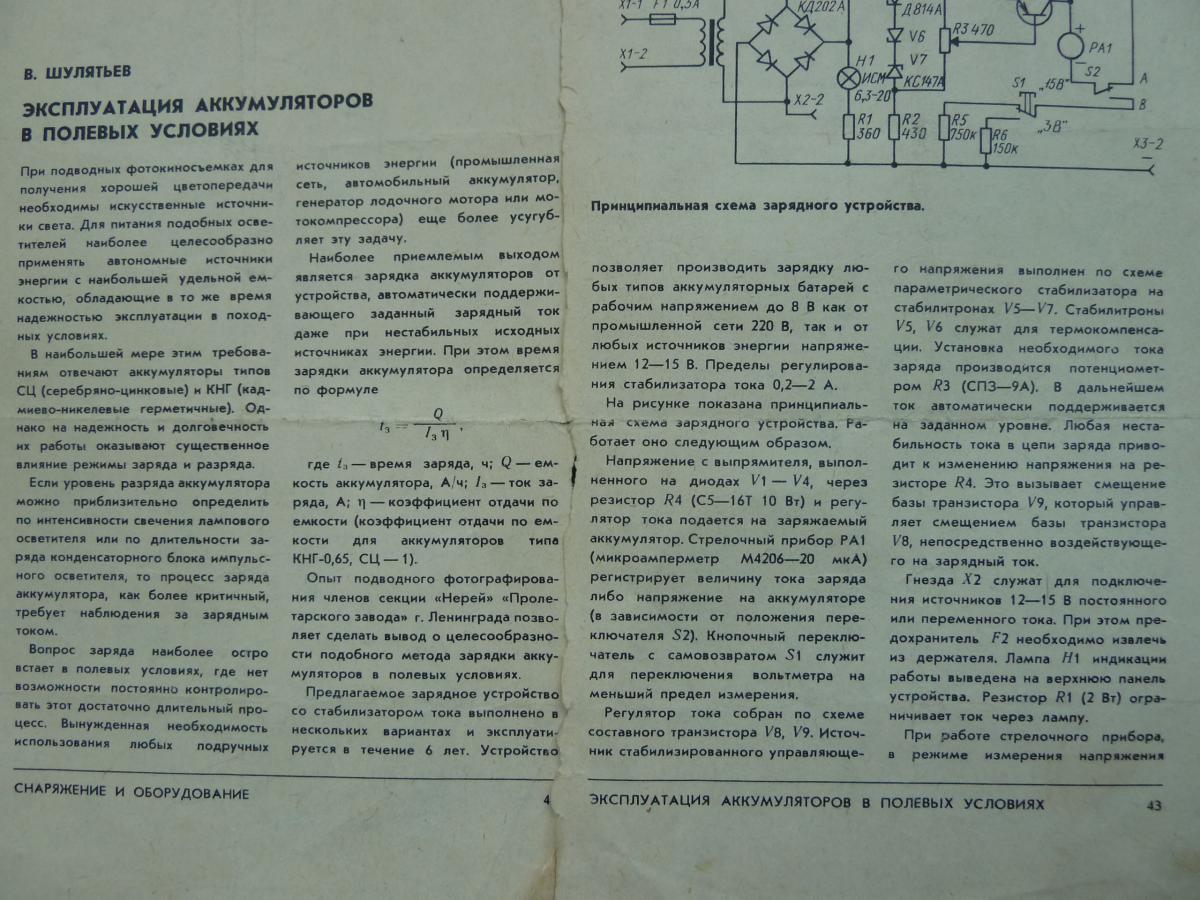 В. ШУЛЯТЬЕВ
ЭКСПЛУАТАЦИЯ АККУМУЛЯТОРОВ
В ПОЛЕВЫХ УСЛОВИЯХ
При подводных фотокиносъемках для
получения хорошей цветопередачи
необходимы искусственные источни-
ки света. Для питания подобных осве-
тителей наиболее целесообразно
применять автономные источники
энергии с наибольшей удельной ем-
костью, обладающие в то же время
надежностью эксплуатации в поход-
ных условиях.
В наибольшей мере этим требова-
ниям отвечают аккумуляторы типов
СЦ (серебряно-цинковые) и КНГ (кад-
миево-никелевые герметичные). Од-
нако на надежность и долговечность
их работы оказывают существенное
влияние режимы заряда и разряда.
Если уровень разряда аккумулятора
можно приблизительно определить
по интенсивности свечения лампового
осветителя или по длительности за-
ряда конденсаторного блока импульс-
ного осветителя, то процесс заряда
аккумулятора, как более критичный,
требует наблюдения за зарядным
током.
Вопрос заряда наиболее остро
встает в полевых условиях, где нет
возможности постоянно контролиро-
вать этот достаточно длительный про-
цесс. Вынужденная необходимость
использования любых подручных
источников энергии (промышленная
сеть, автомобильный аккумулятор,
генератор лодочного мотора или мо-
токомпрессора) еще более усугуб-
ляет эту задачу.
Наиболее приемлемым выходом
является зарядка аккумуляторов от
устройства, автоматически поддержи-
вающего заданный зарядный ток
даже при нестабильных исходных
источниках энергии. При этом время
зарядки аккумулятора определяется
по формуле
tз = Q / Iз η ,
где tз — время заряда, ч; Q — ем-
кость аккумулятора, А/ч; Iз — ток за-
ряда, А; η — коэффициент отдачи по
емкости (коэффициент отдачи по ем-
кости для аккумуляторов типа
КНГ-0,65, СЦ — 1).
Опыт подводного фотографирова-
ния членов секции «Нерей» «Проле-
тарского завода» г. Ленинграда позво-
ляет сделать вывод о целесообразно-
сти подобного метода зарядки акку-
муляторов в полевых условиях.
Предлагаемое зарядное устройство
со стабилизатором тока выполнено в
нескольких вариантах и эксплуати-
руется в течение 6 лет. Устройство
СНАРЯЖЕНИЕ И ОБОРУДОВАНИЕ
4
X1-1 F1 0,5А
КД202А
Д814А
R3 470
PA1
X1-2
V6
V7
H1
ИСМ
6,3-20
КС147А
S1 „15В"
S2
А
В
X2-2
R1
360
R2
430
R5
750к
R6
150к
„3В"
X3-2
Принципиальная схема зарядного устройства.
позволяет производить зарядку лю-
бых типов аккумуляторных батарей с
рабочим напряжением до 8 В как от
промышленной сети 220 В, так и от
любых источников энергии напряже-
нием 12—15 В. Пределы регулирова-
ния стабилизатора тока 0,2—2 А.
На рисунке показана принципиаль-
ная схема зарядного устройства. Ра-
ботает оно следующим образом.
Напряжение с выпрямителя, выпол-
ненного на диодах V1 — V4, через
резистор R4 (С5—16Т 10 Вт) и регу-
лятор тока подается на заряжаемый
аккумулятор. Стрелочный прибор РА1
(микроамперметр М4206—20 мкА)
регистрирует величину тока заряда
либо напряжение на аккумуляторе
(в зависимости от положения пере-
ключателя S2). Кнопочный переклю-
чатель с самовозвратом S1 служит
для переключения вольтметра на
меньший предел измерения.
Регулятор тока собран по схеме
составного транзистора V8, V9. Источ-
ник стабилизированного управляюще-
го напряжения выполнен по схеме
параметрического стабилизатора на
стабилитронах V5—V7. Стабилитроны
V5, V6 служат для термокомпенса-
ции. Установка необходимого тока
заряда производится потенциомет-
ром R3 (СП3—9А). В дальнейшем
ток автоматически поддерживается
на заданном уровне. Любая неста-
бильность тока в цепи заряда приво-
дит к изменению напряжения на ре-
зисторе R4. Это вызывает смещение
базы транзистора V9, который управ-
ляет смещением базы транзистора
V8, непосредственно воздействующе-
го на зарядный ток.
Гнезда X2 служат для подключе-
ния источников 12—15 В постоянного
или переменного тока. При этом пре-
дохранитель F2 необходимо извлечь
из держателя. Лампа H1 индикации
работы выведена на верхнюю панель
устройства. Резистор R1 (2 Вт) огра-
ничивает ток через лампу.
При работе стрелочного прибора,
в режиме измерения напряжения
ЭКСПЛУАТАЦИЯ АККУМУЛЯТОРОВ В ПОЛЕВЫХ УСЛОВИЯХ
43